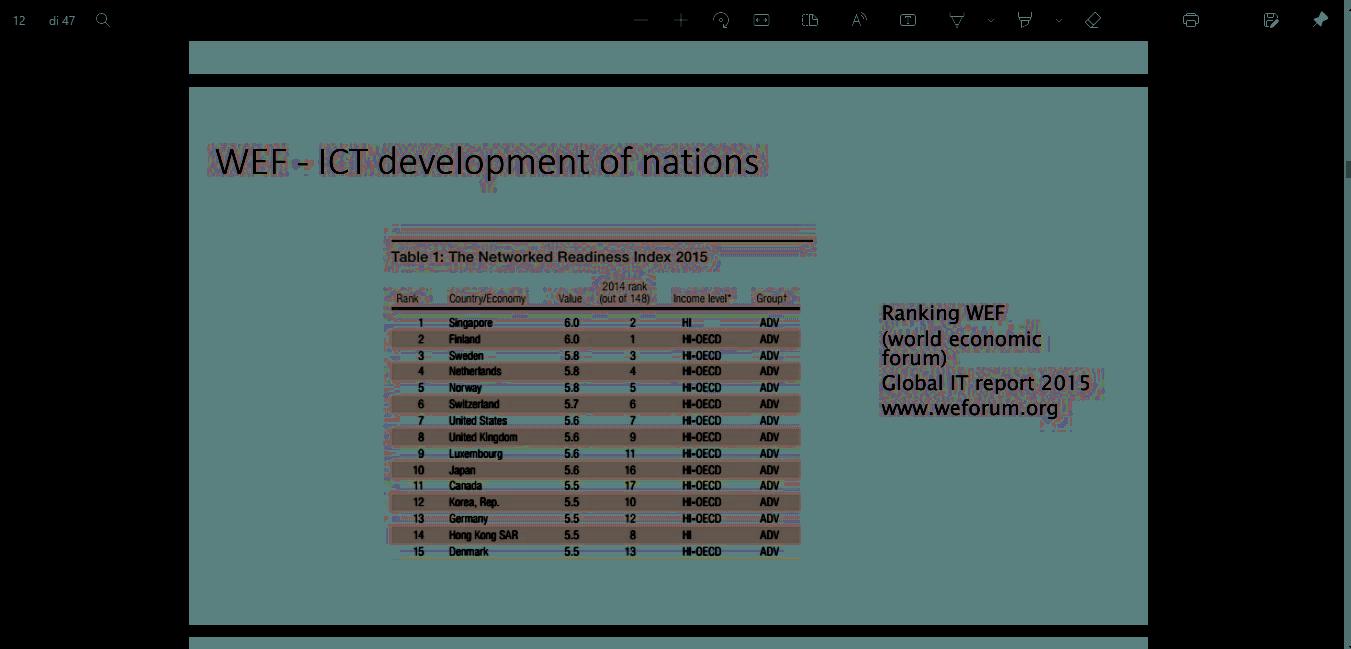 12 di 47
WEF - ICT development of nations
Table 1: The Networked Readiness Index 2015
Rank Country/Economy Value 2014 rank (out of 148) Income level* Group†
1 Singapore 6.0 2 HI ADV
2 Finland 6.0 1 HI-OECD ADV
3 Sweden 5.8 3 HI-OECD ADV
4 Netherlands 5.8 4 HI-OECD ADV
5 Norway 5.8 5 HI-OECD ADV
6 Switzerland 5.7 6 HI-OECD ADV
7 United States 5.6 7 HI-OECD ADV
8 United Kingdom 5.6 9 HI-OECD ADV
9 Luxembourg 5.6 11 HI-OECD ADV
10 Japan 5.6 16 HI-OECD ADV
11 Canada 5.5 17 HI-OECD ADV
12 Korea, Rep. 5.5 10 HI-OECD ADV
13 Germany 5.5 12 HI-OECD ADV
14 Hong Kong SAR 5.5 8 HI ADV
15 Denmark 5.5 13 HI-OECD ADV
Ranking WEF
(world economic
forum)
Global IT report 2015
www.weforum.org